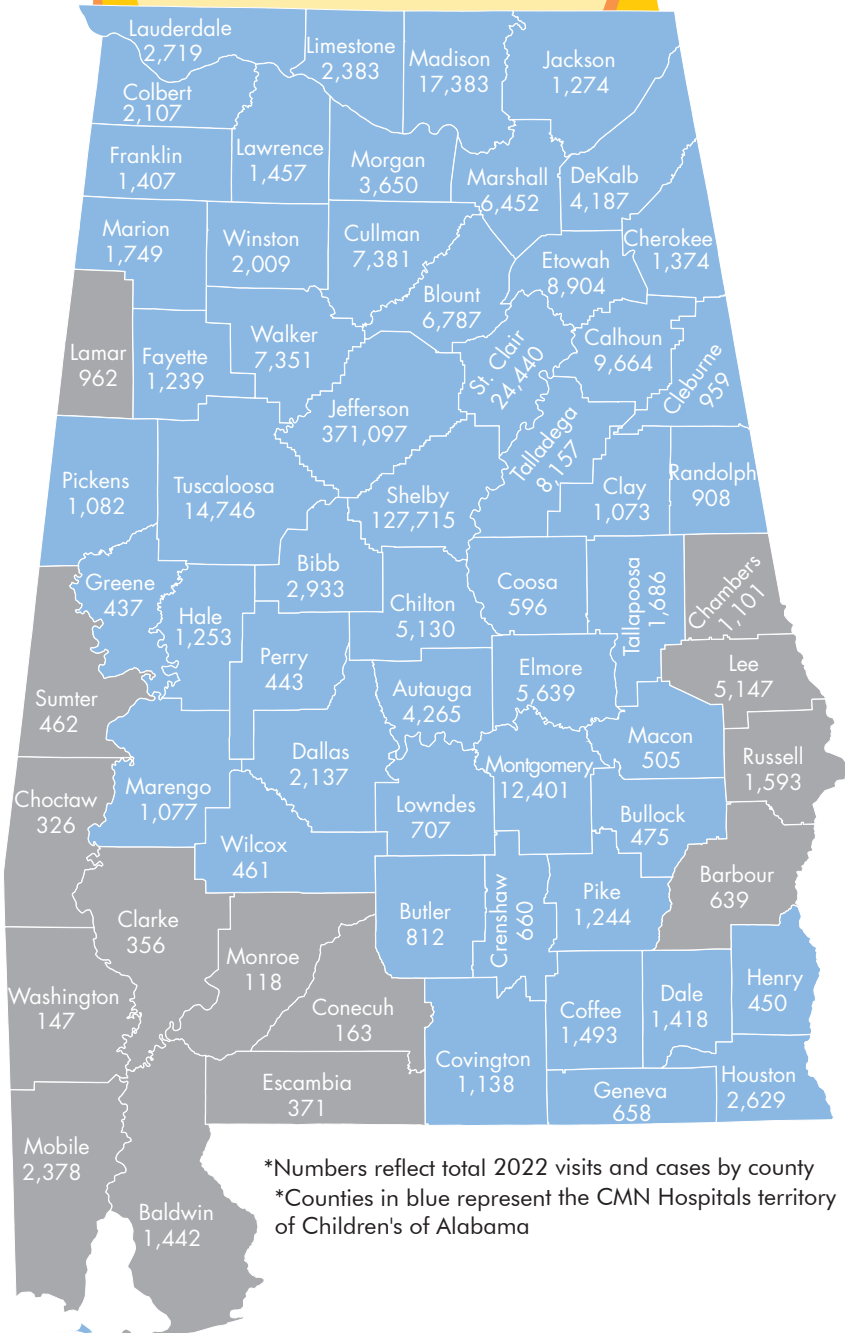 Lauderdale
2,719
Limestone
2,383
Madison
17,383
Jackson
1,274
Colbert
2,107
Franklin
1,407
Lawrence
1,457
Morgan
3,650
Marshall
6,452
DeKalb
4,187
Marion
1,749
Winston
2,009
Cullman
7,381
Cherokee
1,374
Etowah
8,904
Blount
6,787
Lamar
962
Fayette
1,239
Walker
7,351
St. Clair
24,440
Calhoun
9,664
Cleburne
959
Jefferson
371,097
Talladega
8,157
Pickens
1,082
Tuscaloosa
14,746
Shelby
127,715
Clay
1,073
Randolph
908
Greene
437
Hale
1,253
Bibb
2,933
Chilton
5,130
Coosa
596
Tallapoosa
1,686
Chambers
1,101
Sumter
462
Perry
443
Autauga
4,265
Elmore
5,639
Lee
5,147
Choctaw
326
Marengo
1,077
Dallas
2,137
Lowndes
707
Montgomery
12,401
Macon
505
Russell
1,593
Bullock
475
Wilcox
461
Clarke
356
Butler
812
Crenshaw
660
Pike
1,244
Barbour
639
Washington
147
Monroe
118
Conecuh
163
Covington
1,138
Coffee
1,493
Dale
1,418
Henry
450
Escambia
371
Geneva
658
Houston
2,629
Mobile
2,378
Baldwin
1,442
*Numbers reflect total 2022 visits and cases by county
*Counties in blue represent the CMN Hospitals territory
of Children's of Alabama